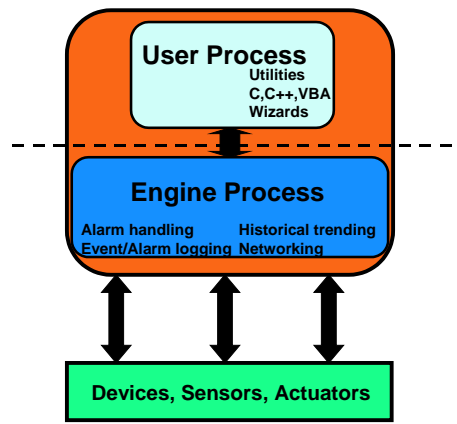 User Process
Utilities
C,C++,VBA
Wizards
Engine Process
Alarm handling Historical trending
Event/Alarm logging Networking
Devices, Sensors, Actuators